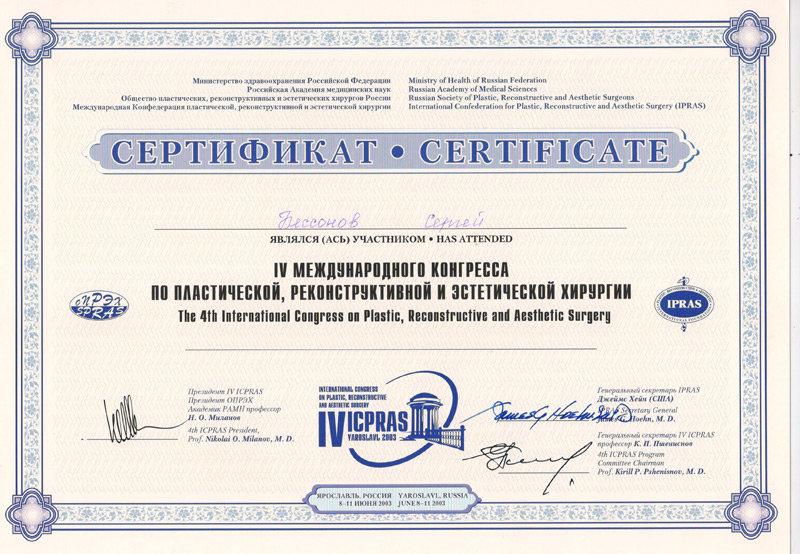 Министерство здравоохранения Российской Федерации
Российская Академия медицинских наук
Общество пластических, реконструктивных и эстетических хирургов России
Международная Конфедерация пластической, реконструктивной и эстетической хирургии
Ministry of Health of Russian Federation
Russian Academy of Medical Sciences
Russian Society of Plastic, Reconstructive and Aesthetic Surgeons
International Confederation for Plastic, Reconstructive and Aesthetic Surgery (IPRAS)
СЕРТИФИКАТ • CERTIFICATE
Бессонов Сергей
ЯВЛЯЛСЯ (АСЬ) УЧАСТНИКОМ • HAS ATTENDED
IV МЕЖДУНАРОДНОГО КОНГРЕССА
ПО ПЛАСТИЧЕСКОЙ, РЕКОНСТРУКТИВНОЙ И ЭСТЕТИЧЕСКОЙ ХИРУРГИИ
The 4th International Congress on Plastic, Reconstructive and Aesthetic Surgery
ОПРЭХ
SPRAS
IPRAS
Президент IV ICPRAS
Президент ОПРЭХ
Академик РАМН профессор
Н. О. Миланов
4th ICPRAS President,
Prof. Nikolai O. Milanov, M. D.
INTERNATIONAL CONGRESS
ON PLASTIC, RECONSTRUCTIVE
AND AESTHETIC SURGERY
IV ICPRAS
YAROSLAVL 2003
Генеральный секретарь IPRAS
Джеймс Хейн (США)
IPRAS Secretary General
James G. Hoehn, M. D.
Генеральный секретарь IV ICPRAS
профессор К. П. Пшениснов
4th ICPRAS Program
Committee Chairman
Prof. Kirill P. Pshenisnov, M. D.
ЯРОСЛАВЛЬ, РОССИЯ YAROSLAVL, RUSSIA
8–11 ИЮНЯ 2003 JUNE 8–11 2003